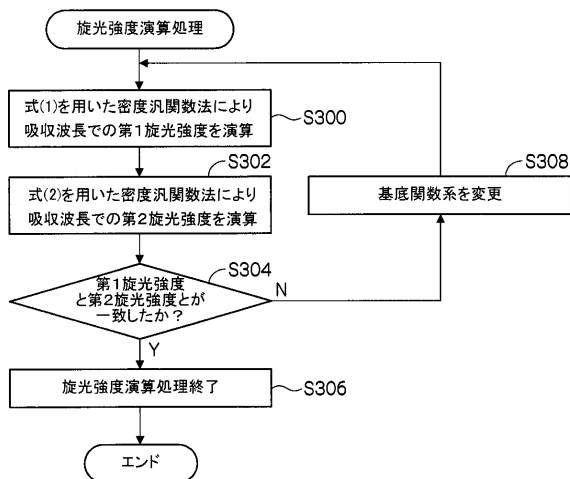 旋光強度演算処理
式(1)を用いた密度汎関数法により
吸収波長での第1旋光強度を演算
S300
S302
式(2)を用いた密度汎関数法により
吸収波長での第2旋光強度を演算
S308
基底関数系を変更
S304
第1旋光強度
と第2旋光強度とが
一致したか?
N
Y
旋光強度演算処理終了
S306
エンド